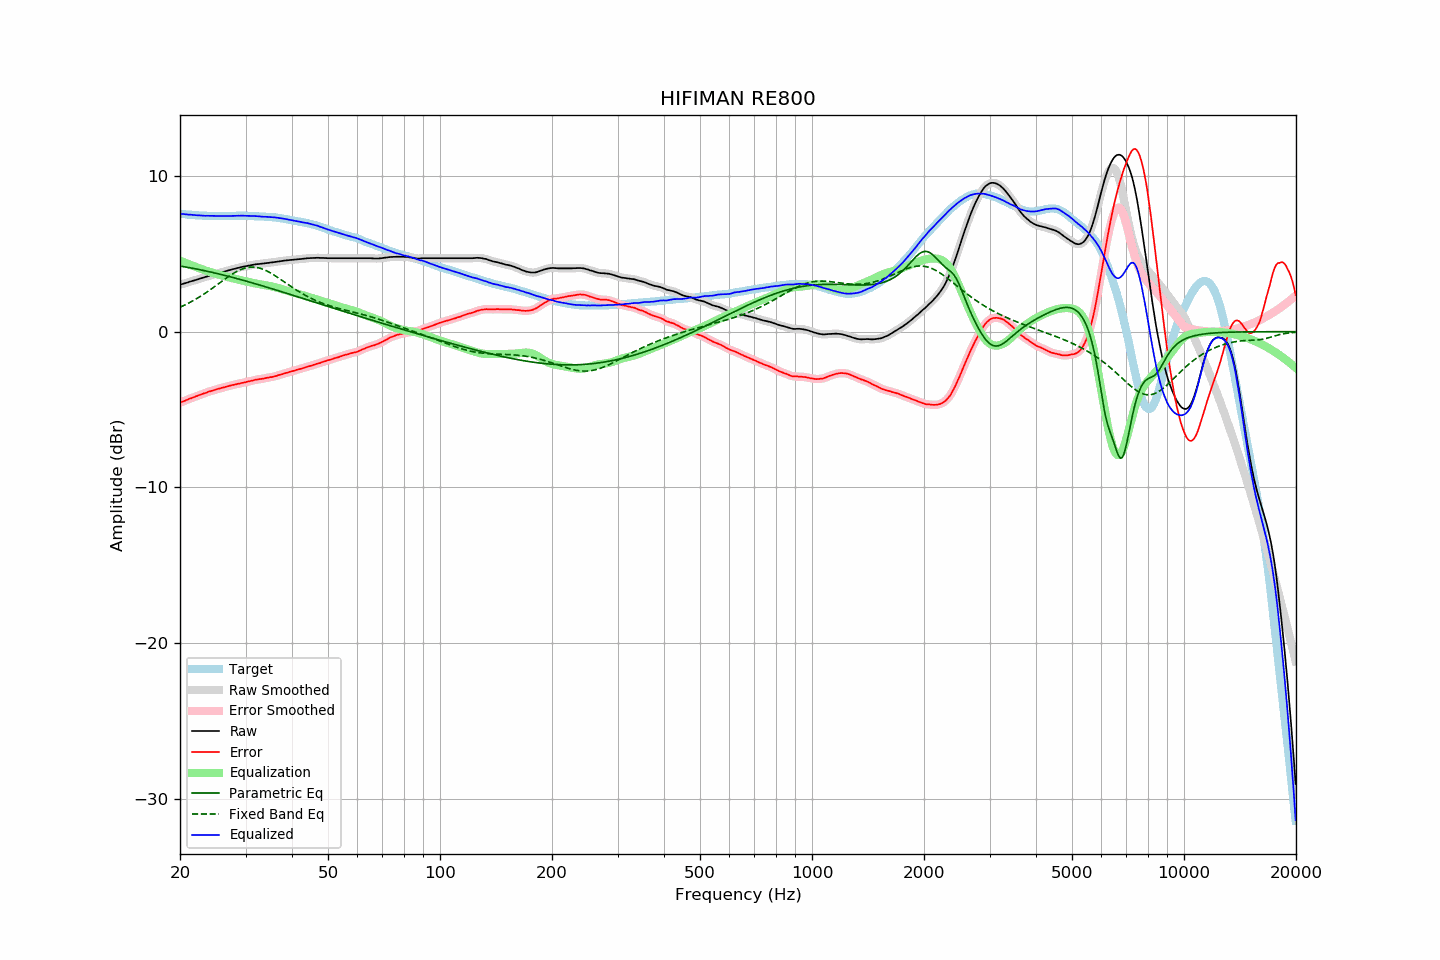 HIFIMAN RE800
Amplitude (dBr)
10
0
−10
−20
−30
Target
Raw Smoothed
Error Smoothed
Raw
Error
Equalization
Parametric Eq
Fixed Band Eq
Equalized
20 50 100 200 500 1000 2000 5000 10000 20000
Frequency (Hz)